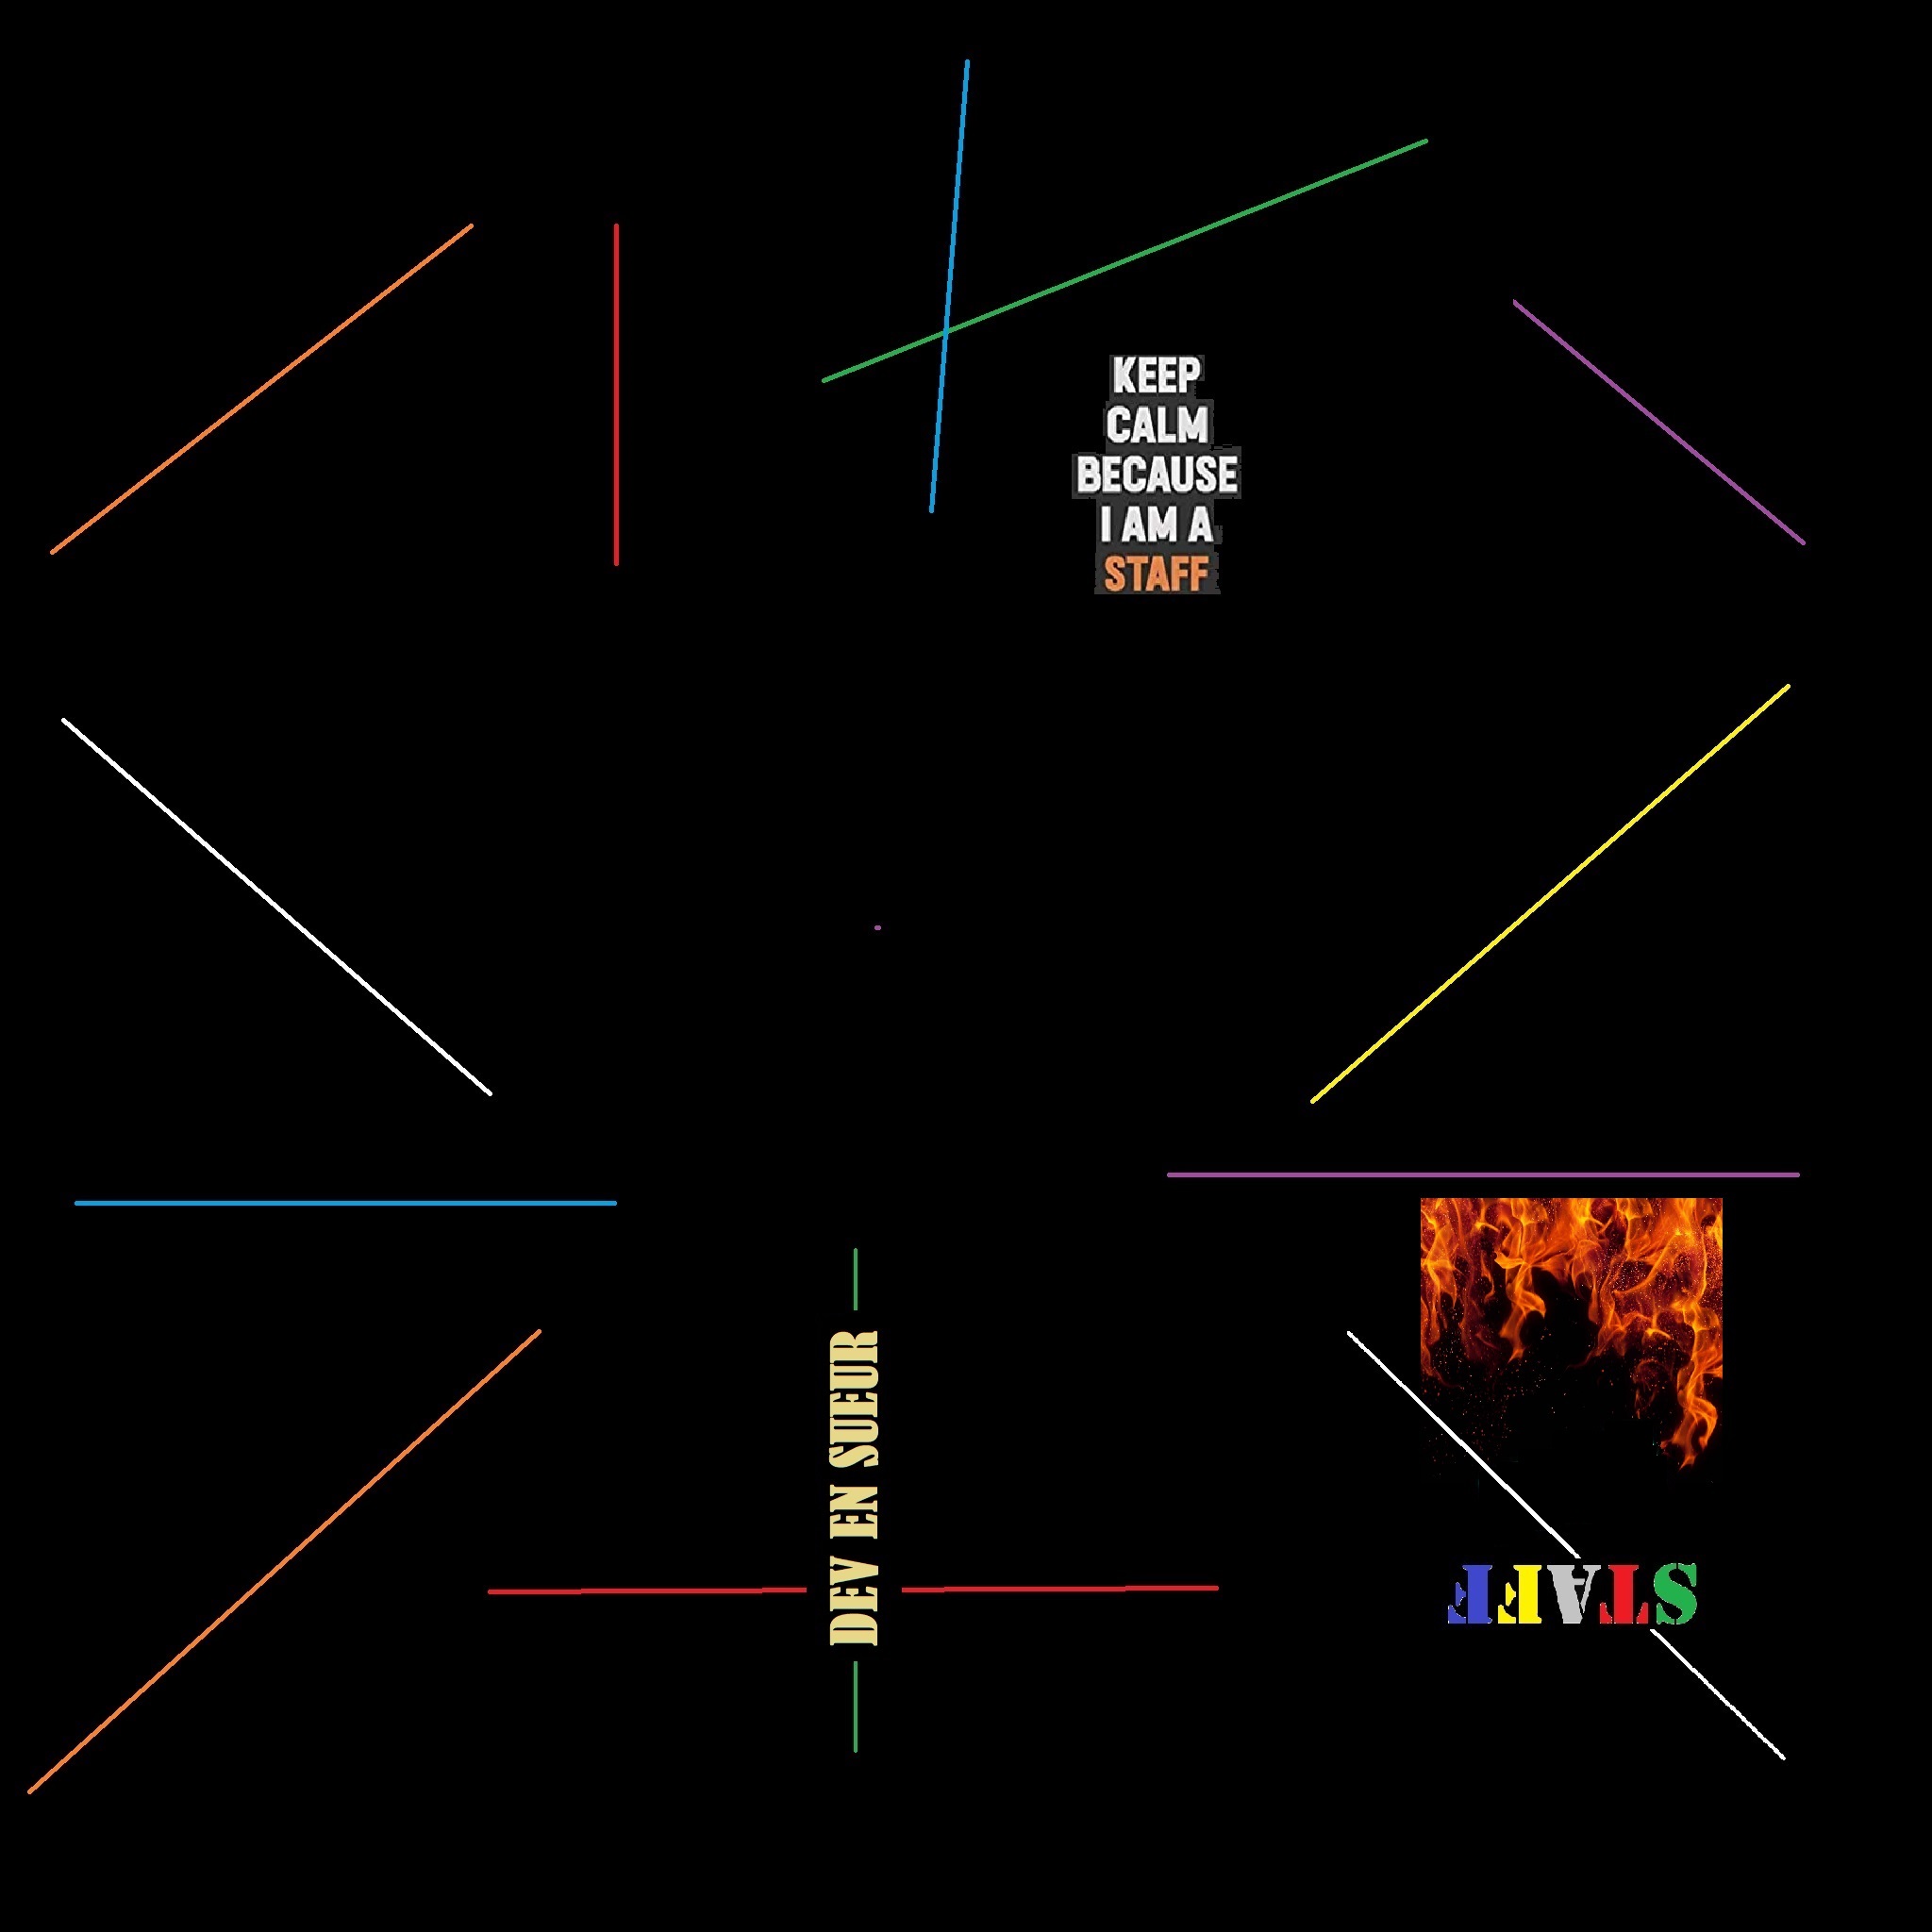 KEEP
CALM
BECAUSE
I AM A
STAFF
DEV EN SUEUR
STAFF